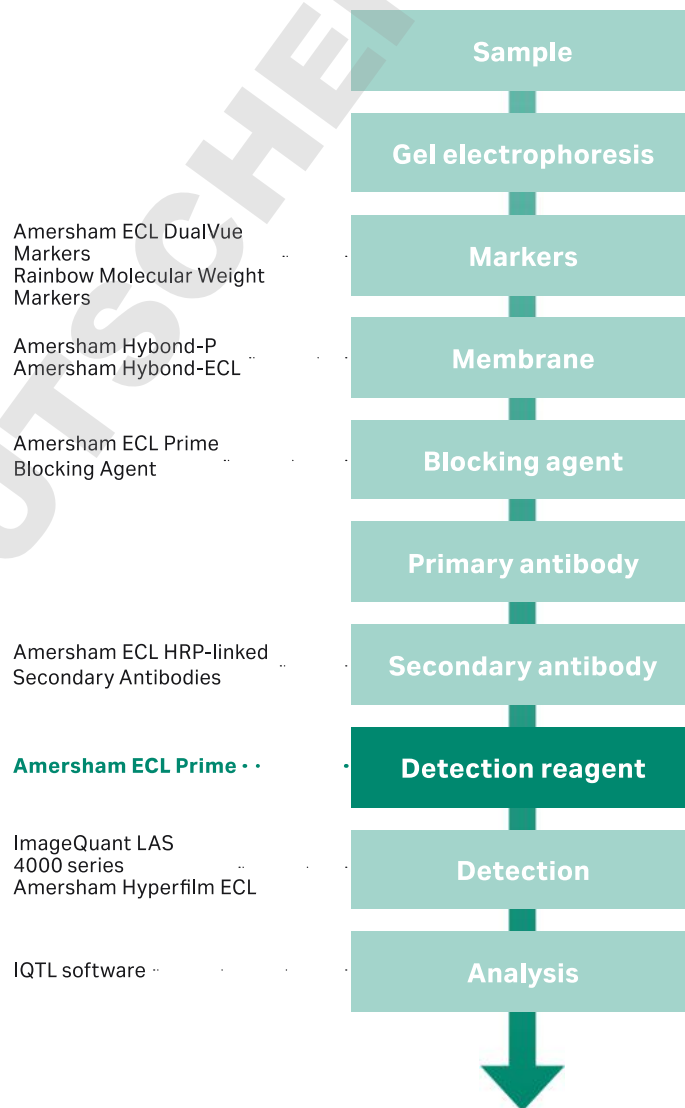 Sample
Gel electrophoresis
Amersham ECL DualVue
Markers
Rainbow Molecular Weight
Markers
Markers
Amersham Hybond-P
Amersham Hybond-ECL
Membrane
Amersham ECL Prime
Blocking Agent
Blocking agent
Primary antibody
Amersham ECL HRP-linked
Secondary Antibodies
Secondary antibody
Amersham ECL Prime
Detection reagent
ImageQuant LAS
4000 series
Amersham Hyperfilm ECL
Detection
IQTL software
Analysis
UTSCHE